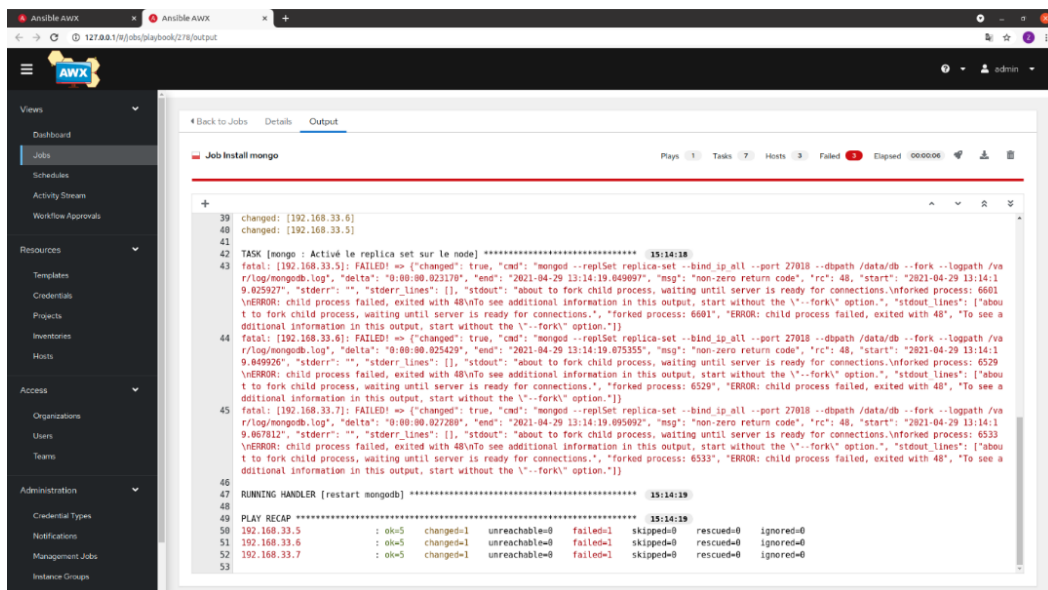 Ansible AWX
Ansible AWX
127.0.0.1/#/jobs/playbook/278/output
AWX
admin
Views
Dashboard
Jobs
Schedules
Activity Stream
Workflow Approvals
Resources
Templates
Credentials
Projects
Inventories
Hosts
Access
Organizations
Users
Teams
Administration
Credential Types
Notifications
Management Jobs
Instance Groups
Back to Jobs Details Output
Job Install mongo Plays 1 Tasks 7 Hosts 3 Failed 3 Elapsed 00:00:06
39 changed: [192.168.33.6]
40 changed: [192.168.33.5]
41
42 TASK [mongo : Activé le replica set sur le node] ******************************** 15:14:18
43 fatal: [192.168.33.5]: FAILED! => {"changed": true, "cmd": "mongod --replSet replica-set --bind_ip_all --port 27018 --dbpath /data/db --fork --logpath /va
r/log/mongodb.log", "delta": "0:00:00.023170", "end": "2021-04-29 13:14:19.049097", "msg": "non-zero return code", "rc": 48, "start": "2021-04-29 13:14:1
9.025927", "stderr": "", "stderr_lines": [], "stdout": "about to fork child process, waiting until server is ready for connections.\nforked process: 6601
\nERROR: child process failed, exited with 48\nTo see additional information in this output, start without the \"--fork\" option.", "stdout_lines": ["abou
t to fork child process, waiting until server is ready for connections.", "forked process: 6601", "ERROR: child process failed, exited with 48", "To see a
dditional information in this output, start without the \"--fork\" option."]}
44 fatal: [192.168.33.6]: FAILED! => {"changed": true, "cmd": "mongod --replSet replica-set --bind_ip_all --port 27018 --dbpath /data/db --fork --logpath /va
r/log/mongodb.log", "delta": "0:00:00.025429", "end": "2021-04-29 13:14:19.075355", "msg": "non-zero return code", "rc": 48, "start": "2021-04-29 13:14:1
9.049926", "stderr": "", "stderr_lines": [], "stdout": "about to fork child process, waiting until server is ready for connections.\nforked process: 6529
\nERROR: child process failed, exited with 48\nTo see additional information in this output, start without the \"--fork\" option.", "stdout_lines": ["abou
t to fork child process, waiting until server is ready for connections.", "forked process: 6529", "ERROR: child process failed, exited with 48", "To see a
dditional information in this output, start without the \"--fork\" option."]}
45 fatal: [192.168.33.7]: FAILED! => {"changed": true, "cmd": "mongod --replSet replica-set --bind_ip_all --port 27018 --dbpath /data/db --fork --logpath /va
r/log/mongodb.log", "delta": "0:00:00.027280", "end": "2021-04-29 13:14:19.095092", "msg": "non-zero return code", "rc": 48, "start": "2021-04-29 13:14:1
9.067812", "stderr": "", "stderr_lines": [], "stdout": "about to fork child process, waiting until server is ready for connections.\nforked process: 6533
\nERROR: child process failed, exited with 48\nTo see additional information in this output, start without the \"--fork\" option.", "stdout_lines": ["abou
t to fork child process, waiting until server is ready for connections.", "forked process: 6533", "ERROR: child process failed, exited with 48", "To see a
dditional information in this output, start without the \"--fork\" option."]}
46
47 RUNNING HANDLER [restart mongodb] *********************************************** 15:14:19
48
49 PLAY RECAP ********************************************************************* 15:14:19
50 192.168.33.5 : ok=5 changed=1 unreachable=0 failed=1 skipped=0 rescued=0 ignored=0
51 192.168.33.6 : ok=5 changed=1 unreachable=0 failed=1 skipped=0 rescued=0 ignored=0
52 192.168.33.7 : ok=5 changed=1 unreachable=0 failed=1 skipped=0 rescued=0 ignored=0
53